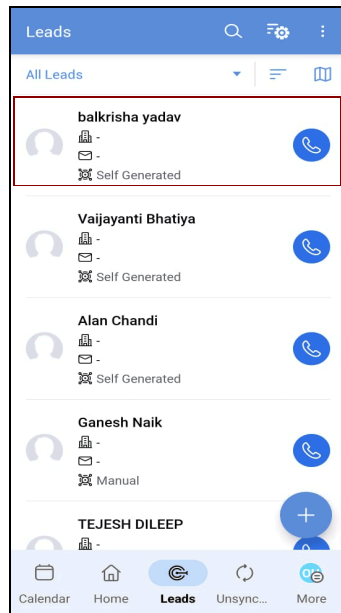 Leads
All Leads
balkrisha yadav
-
-
Self Generated
Vaijayanti Bhatiya
-
-
Self Generated
Alan Chandi
-
-
Self Generated
Ganesh Naik
-
-
Manual
TEJESH DILEEP
-
Calendar Home Leads Unsync... More